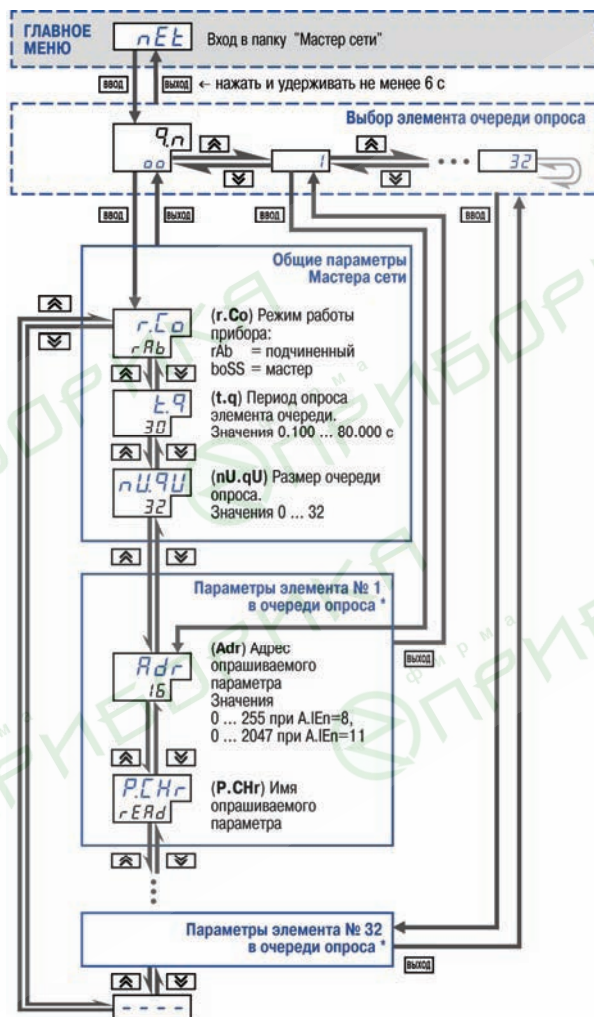 ГЛАВНОЕ
МЕНЮ
nEt
Вход в папку "Мастер сети"
ВВОД
ВЫХОД
← нажать и удерживать не менее 6 с
Выбор элемента очереди опроса
q.n
oo
1
32
ВВОД
ВЫХОД
ВВОД
ВВОД
Общие параметры
Мастера сети
r.Co
rAb
(r.Co) Режим работы
прибора:
rAb = подчиненный
boSS = мастер
t.q
30
(t.q) Период опроса
элемента очереди.
Значения 0.100 ... 80.000 с
nU.qU
32
(nU.qU) Размер очереди
опроса.
Значения 0 ... 32
Параметры элемента № 1
в очереди опроса *
Adr
16
(Adr) Адрес
опрашиваемого
параметра
Значения
0 ... 255 при A.lEn=8,
0 ... 2047 при A.lEn=11
ВЫХОД
P.CHr
rEAd
(P.CHr) Имя
опрашиваемого
параметра
Параметры элемента № 32
в очереди опроса *
ВЫХОД
- - - -
фирма
ПРИБОРИКА